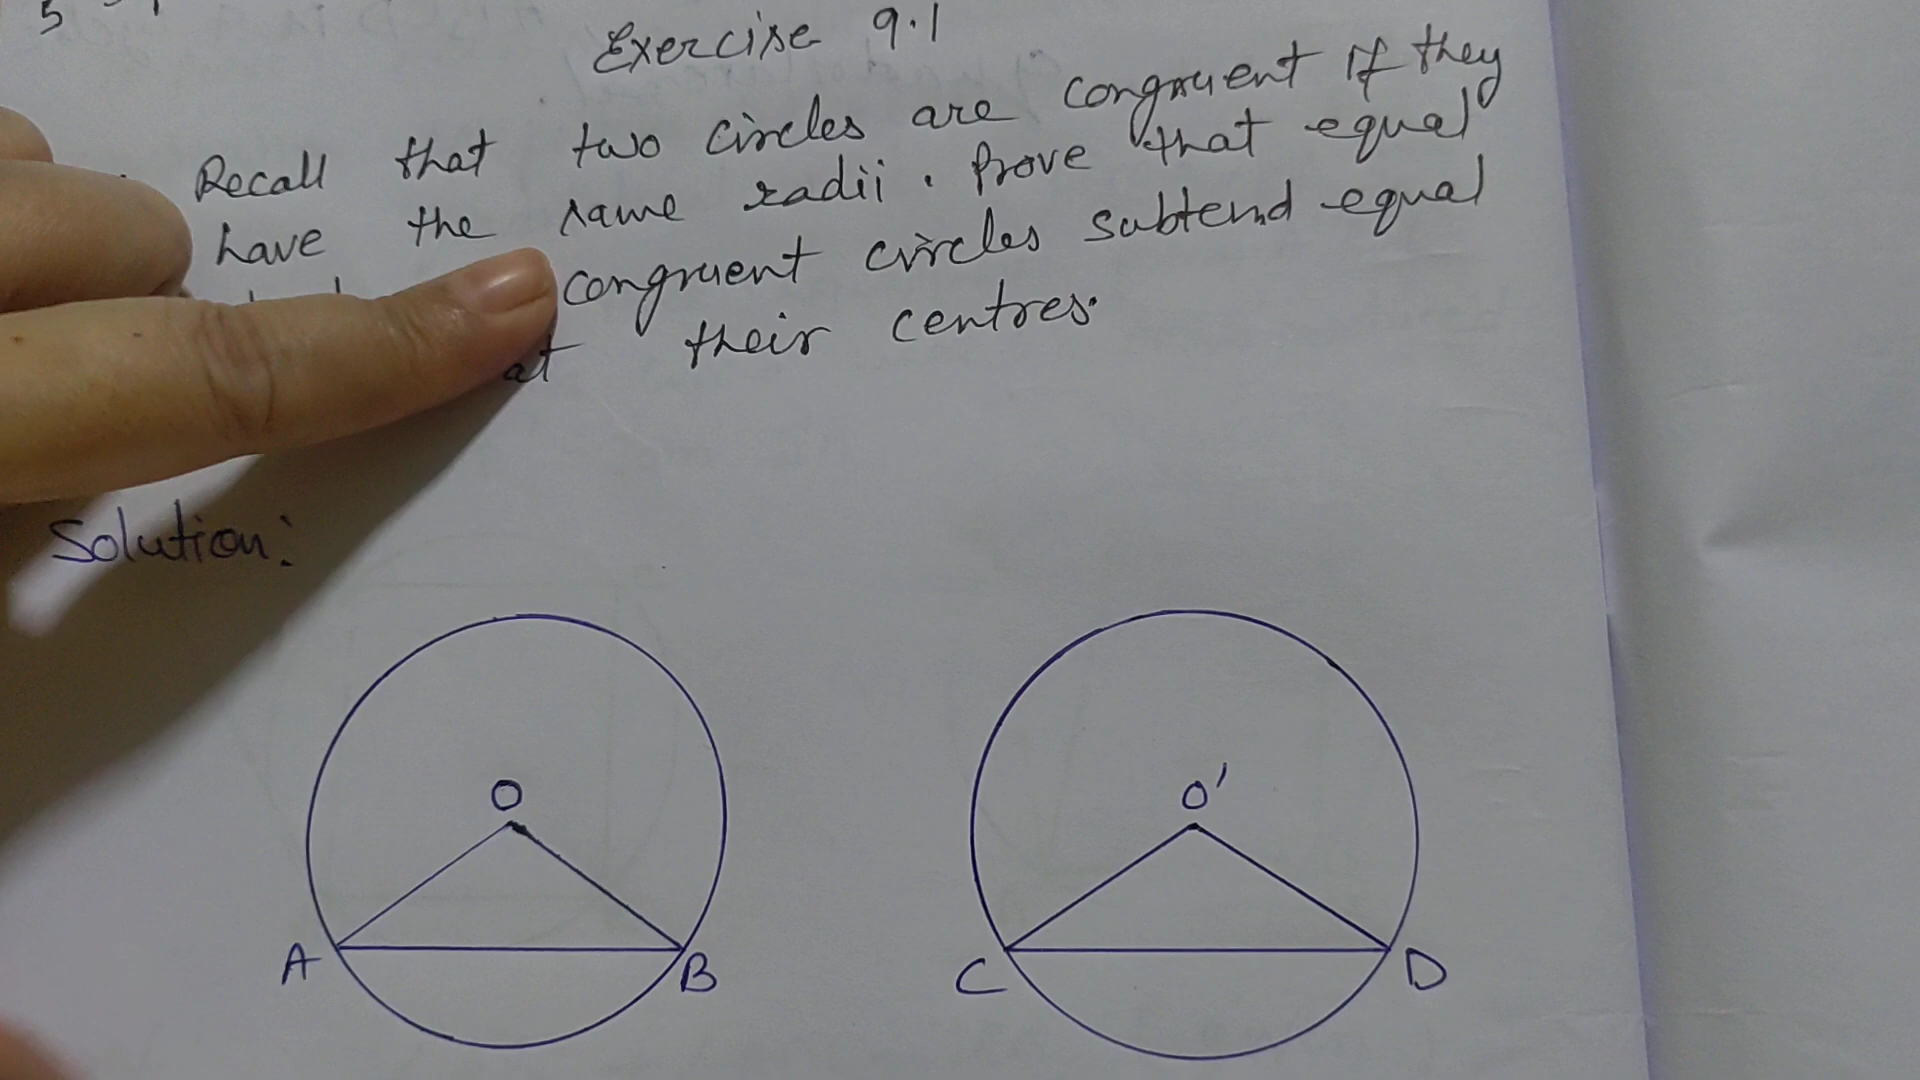 5
Exercise 9.1
Recall that two circles are congruent if they
have the same radii. Prove that equal
congruent circles subtend equal
at their centres.
Solution:
O
O'
A
B
C
D